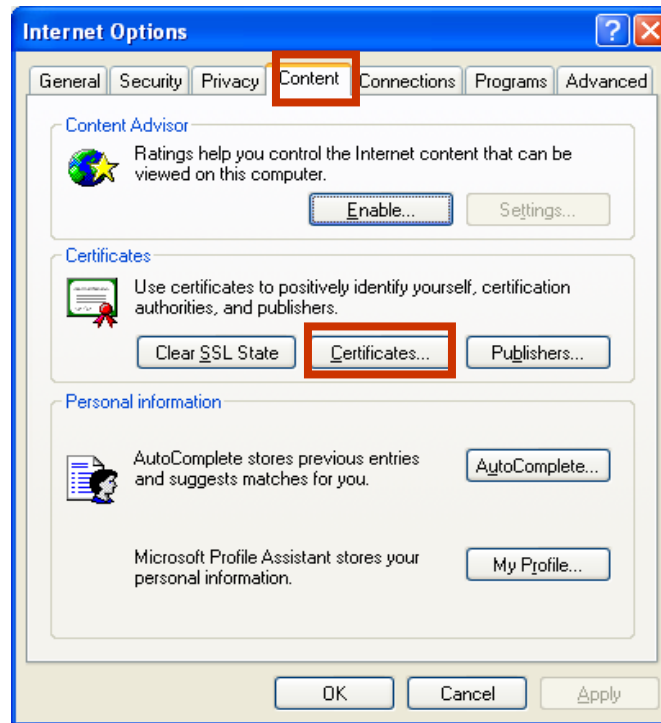 Internet Options
General Security Privacy Content Connections Programs Advanced
Content Advisor
Ratings help you control the Internet content that can be
viewed on this computer.
Enable... Settings...
Certificates
Use certificates to positively identify yourself, certification
authorities, and publishers.
Clear SSL State Certificates... Publishers...
Personal information
AutoComplete stores previous entries
and suggests matches for you.
AutoComplete...
Microsoft Profile Assistant stores your
personal information.
My Profile...
OK Cancel Apply